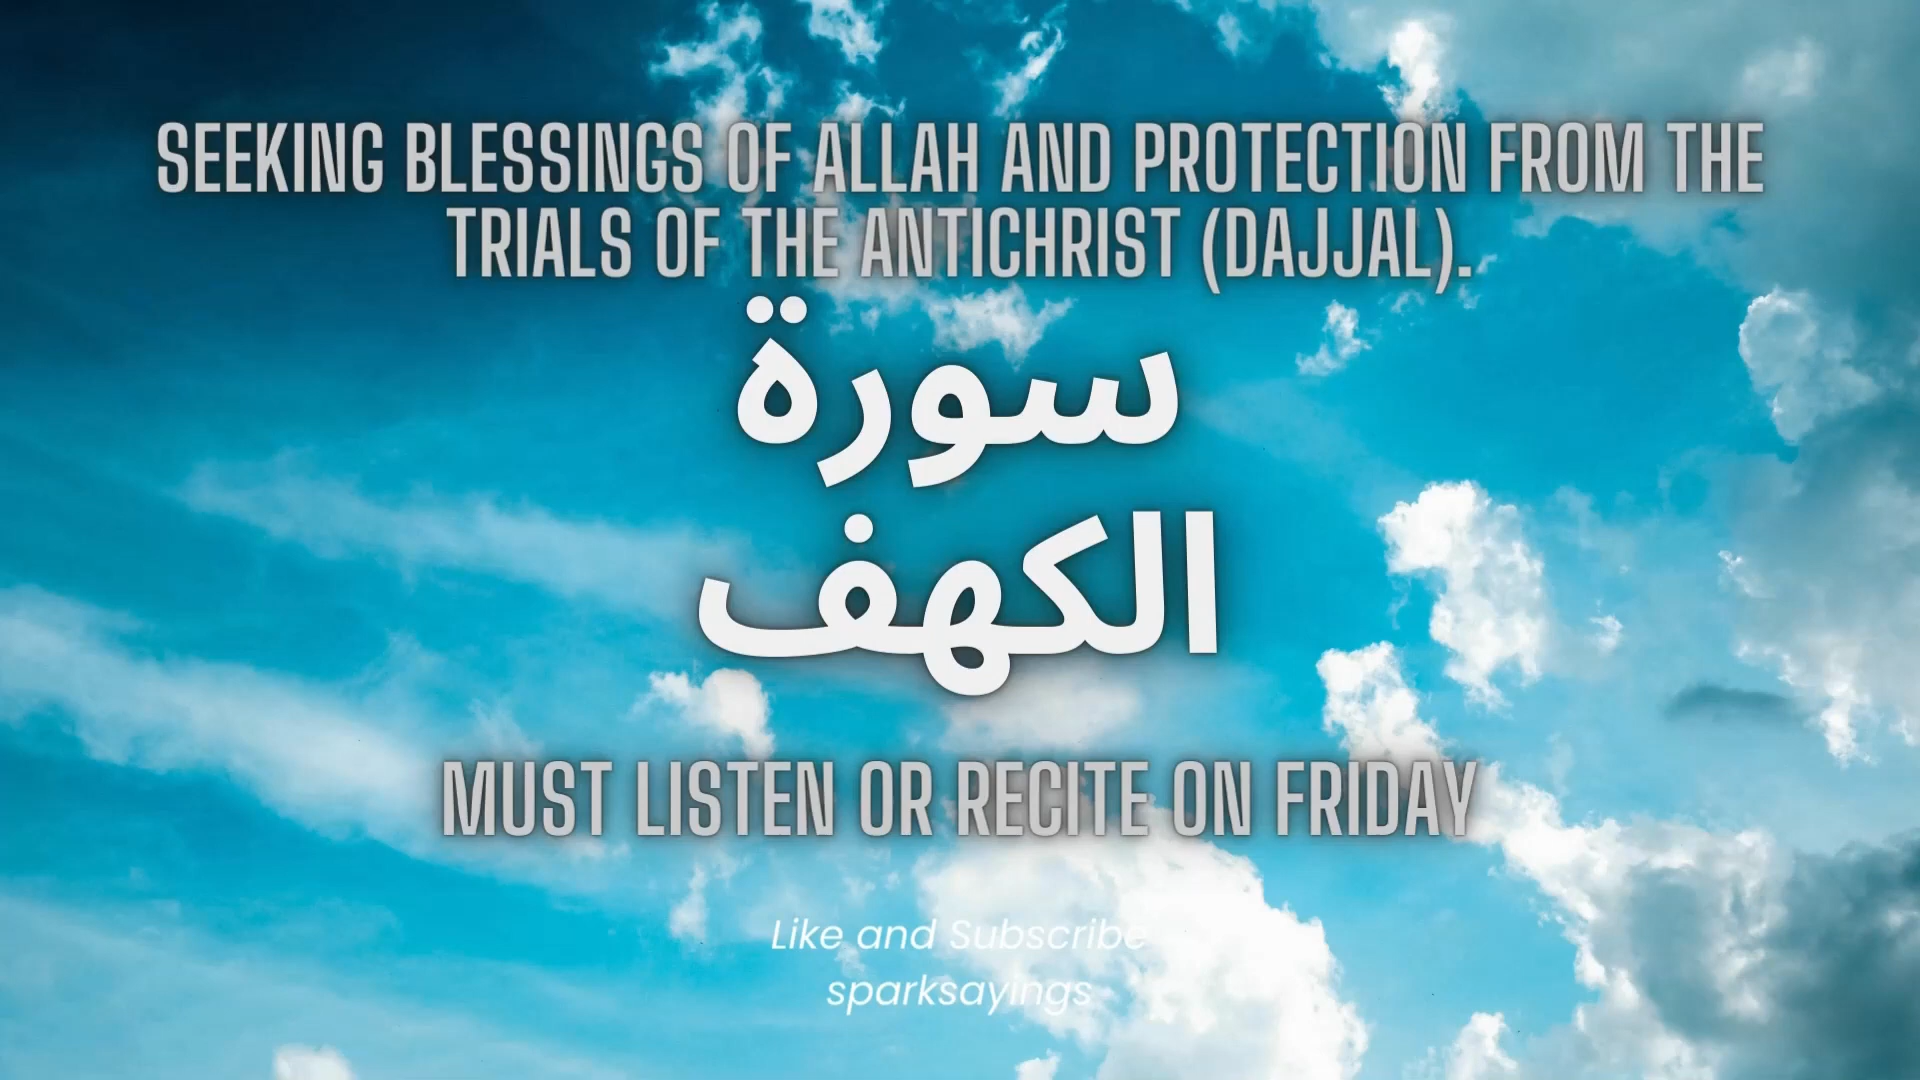 SEEKING BLESSINGS OF ALLAH AND PROTECTION FROM THE
TRIALS OF THE ANTICHRIST (DAJJAL).
سورة
الكهف
MUST LISTEN OR RECITE ON FRIDAY
Like and Subscribe
sparksayings